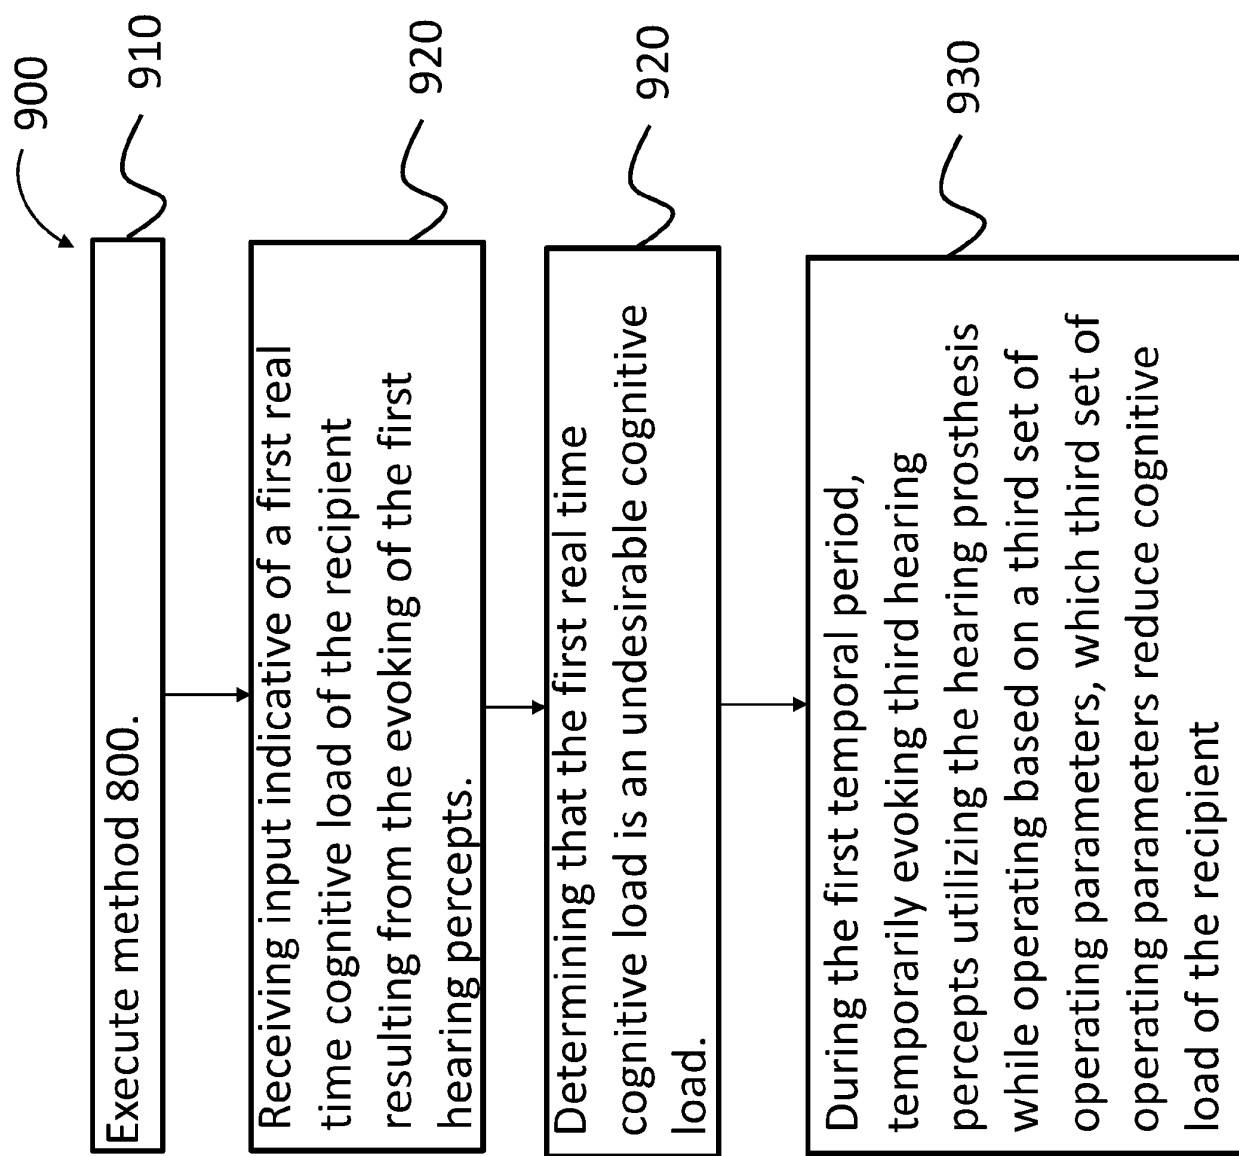 900
Execute method 800.
910
Receiving input indicative of a first real
time cognitive load of the recipient
resulting from the evoking of the first
hearing percepts.
920
Determining that the first real time
cognitive load is an undesirable cognitive
load.
920
During the first temporal period,
temporarily evoking third hearing
percepts utilizing the hearing prosthesis
while operating based on a third set of
operating parameters, which third set of
operating parameters reduce cognitive
load of the recipient
930